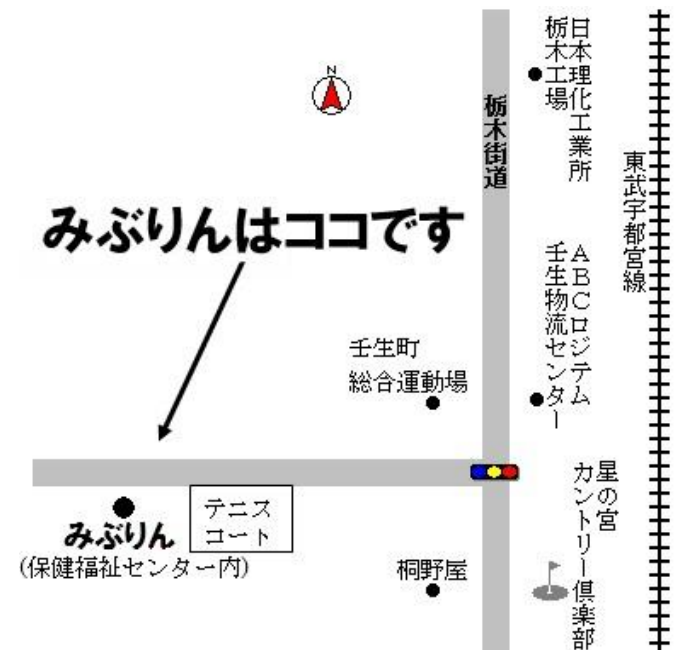 N
日本理化工業所
栃木工場
栃木街道
東武宇都宮線
みぶりんはココです
ABCロジテム
壬生物流センター
壬生町
総合運動場
星の宮
カントリー倶楽部
テニス
コート
みぶりん
(保健福祉センター内)
桐野屋